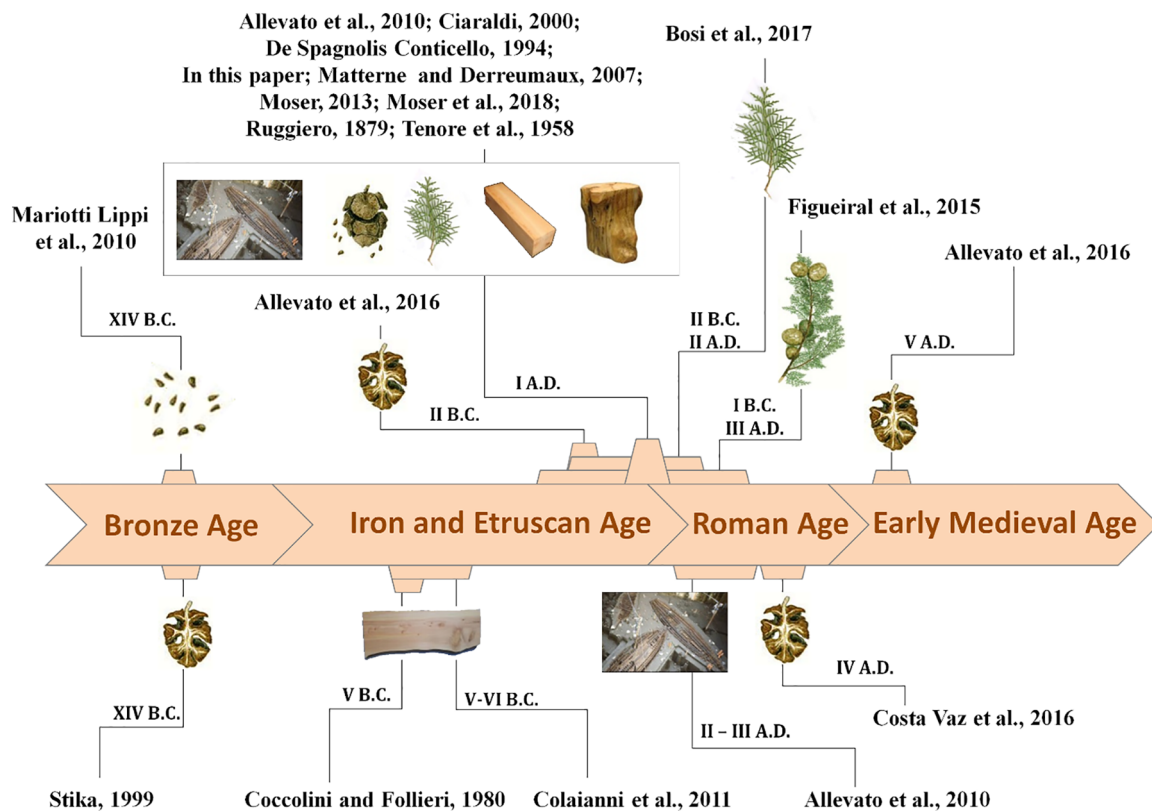 Allevato et al., 2010; Ciaraldi, 2000;
De Spagnolis Conticello, 1994;
In this paper; Matterne and Derreumaux, 2007;
Moser, 2013; Moser et al., 2018;
Ruggiero, 1879; Tenore et al., 1958
Bosi et al., 2017
Mariotti Lippi
et al., 2010
Figueiral et al., 2015
Allevato et al., 2016
Allevato et al., 2016
XIV B.C.
II B.C.
I A.D.
II B.C.
II A.D.
I B.C.
III A.D.
V A.D.
Bronze Age
Iron and Etruscan Age
Roman Age
Early Medieval Age
XIV B.C.
V B.C.
V-VI B.C.
II – III A.D.
IV A.D.
Costa Vaz et al., 2016
Stika, 1999
Coccolini and Follieri, 1980
Colaianni et al., 2011
Allevato et al., 2010